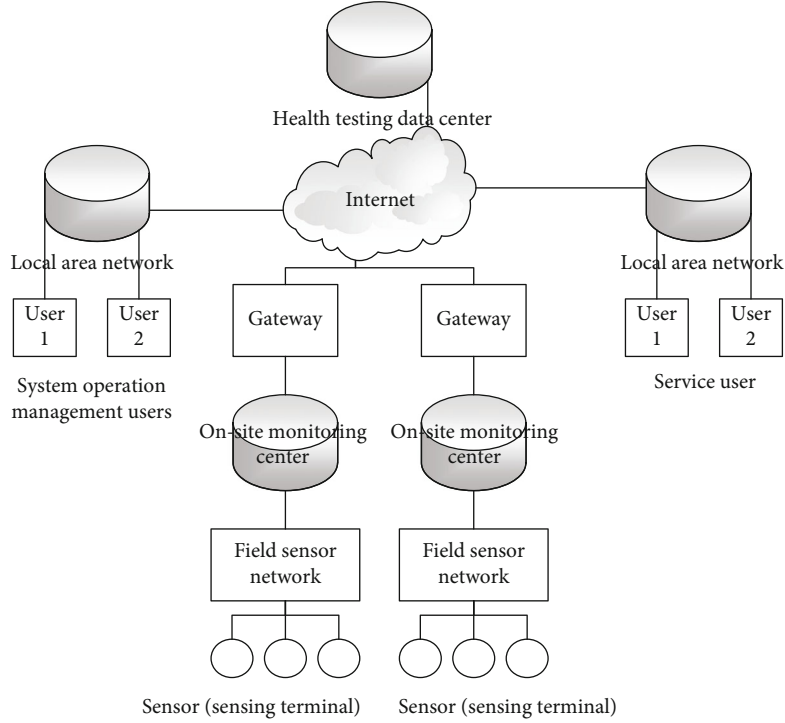 Health testing data center
Internet
Local area network
Local area network
User
1
User
2
User
1
User
2
System operation
management users
Service user
Gateway
Gateway
On-site monitoring
center
On-site monitoring
center
Field sensor
network
Field sensor
network
Sensor (sensing terminal)
Sensor (sensing terminal)